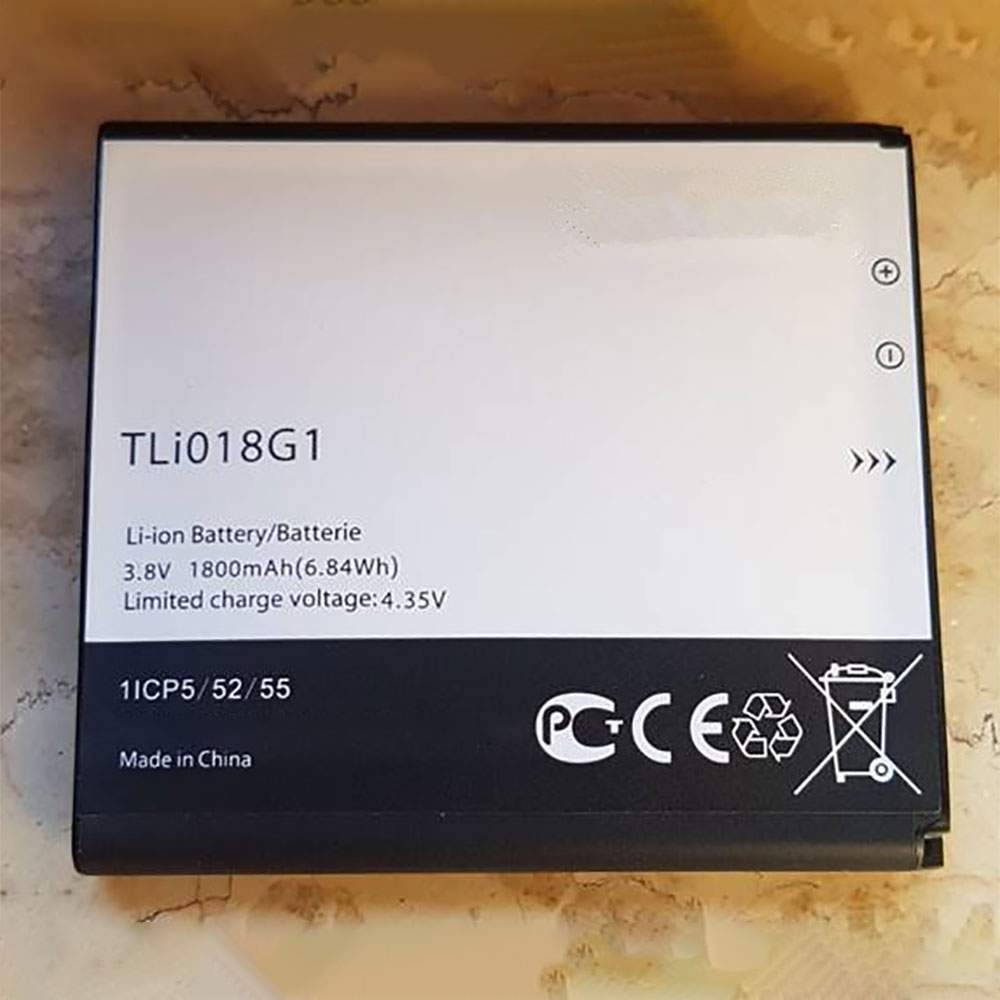 TLi018G1
Li-ion Battery/Batterie
3.8V 1800mAh(6.84Wh)
Limited charge voltage:4.35V
1ICP5/52/55
Made in China
PCT CE